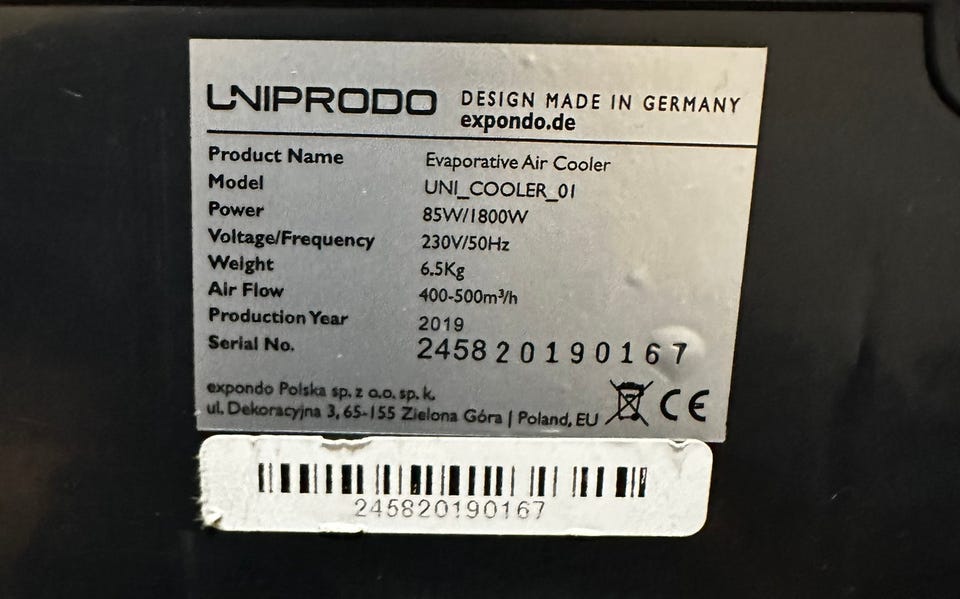 UNIPRODO DESIGN MADE IN GERMANY
expondo.de
Product Name Evaporative Air Cooler
Model UNI_COOLER_01
Power 85W/1800W
Voltage/Frequency 230V/50Hz
Weight 6.5Kg
Air Flow 400-500m³/h
Production Year 2019
Serial No. 245820190167
expondo Polska sp. z o.o. sp. k.
ul. Dekoracyjna 3, 65-155 Zielona Góra | Poland, EU CE
245820190167